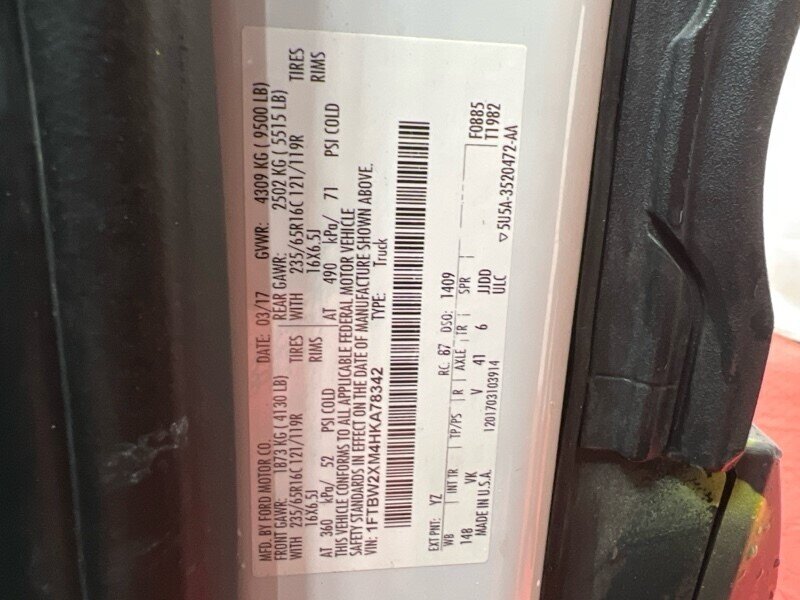 MFD. BY FORD MOTOR CO. DATE: 03/17 GVWR: 4309 KG ( 9500 LB)
FRONT GAWR: 1873 KG ( 4130 LB) REAR GAWR: 2502 KG ( 5515 LB)
WITH 235/65R16C 121/119R TIRES WITH 235/65R16C 121/119R TIRES
16X6.5J RIMS 16X6.5J RIMS
AT 360 kPa/ 52 PSI COLD AT 490 kPa/ 71 PSI COLD
THIS VEHICLE CONFORMS TO ALL APPLICABLE FEDERAL MOTOR VEHICLE
SAFETY STANDARDS IN EFFECT ON THE DATE OF MANUFACTURE SHOWN ABOVE.
VIN: 1FTBW2XM4HKA78342 TYPE: Truck
EXT PNT: YZ RC: 87 DSO: 1409 F0885
WB INT TR TP/PS R AXLE TR SPR T1982
148 VK V 41 6 JJDD
MADE IN U.S.A. ULC
1201703103914 ▽5U5A-3520472-AA